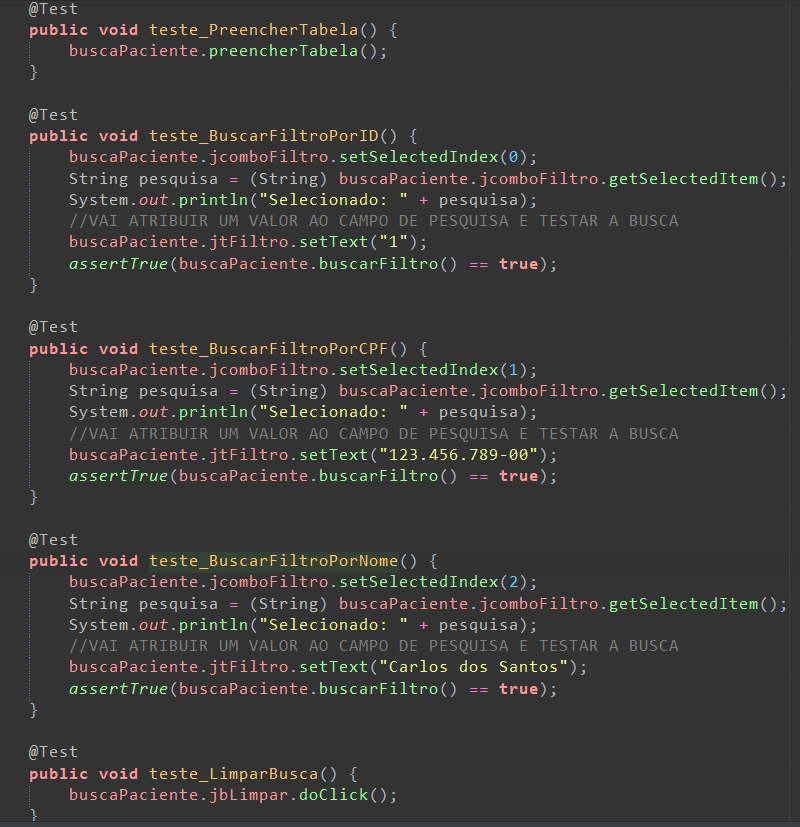 @Test
public void teste_PreencherTabela() {
    buscaPaciente.preencherTabela();
}
@Test
public void teste_BuscarFiltroPorID() {
    buscaPaciente.jcomboFiltro.setSelectedIndex(0);
    String pesquisa = (String) buscaPaciente.jcomboFiltro.getSelectedItem();
    System.out.println("Selecionado: " + pesquisa);
    //VAI ATRIBUIR UM VALOR AO CAMPO DE PESQUISA E TESTAR A BUSCA
    buscaPaciente.jtFiltro.setText("1");
    assertTrue(buscaPaciente.buscarFiltro() == true);
}
@Test
public void teste_BuscarFiltroPorCPF() {
    buscaPaciente.jcomboFiltro.setSelectedIndex(1);
    String pesquisa = (String) buscaPaciente.jcomboFiltro.getSelectedItem();
    System.out.println("Selecionado: " + pesquisa);
    //VAI ATRIBUIR UM VALOR AO CAMPO DE PESQUISA E TESTAR A BUSCA
    buscaPaciente.jtFiltro.setText("123.456.789-00");
    assertTrue(buscaPaciente.buscarFiltro() == true);
}
@Test
public void teste_BuscarFiltroPorNome() {
    buscaPaciente.jcomboFiltro.setSelectedIndex(2);
    String pesquisa = (String) buscaPaciente.jcomboFiltro.getSelectedItem();
    System.out.println("Selecionado: " + pesquisa);
    //VAI ATRIBUIR UM VALOR AO CAMPO DE PESQUISA E TESTAR A BUSCA
    buscaPaciente.jtFiltro.setText("Carlos dos Santos");
    assertTrue(buscaPaciente.buscarFiltro() == true);
}
@Test
public void teste_LimparBusca() {
    buscaPaciente.jbLimpar.doClick();
}